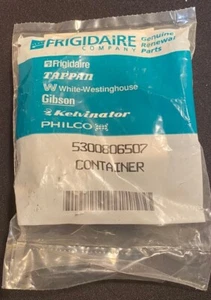 FRIGIDAIRE
COMPANY
Genuine
Renewal
Parts
Frigidaire
TAPPAN
White-Westinghouse
Gibson
Kelvinator
PHILCO
5300806507
CONTAINER